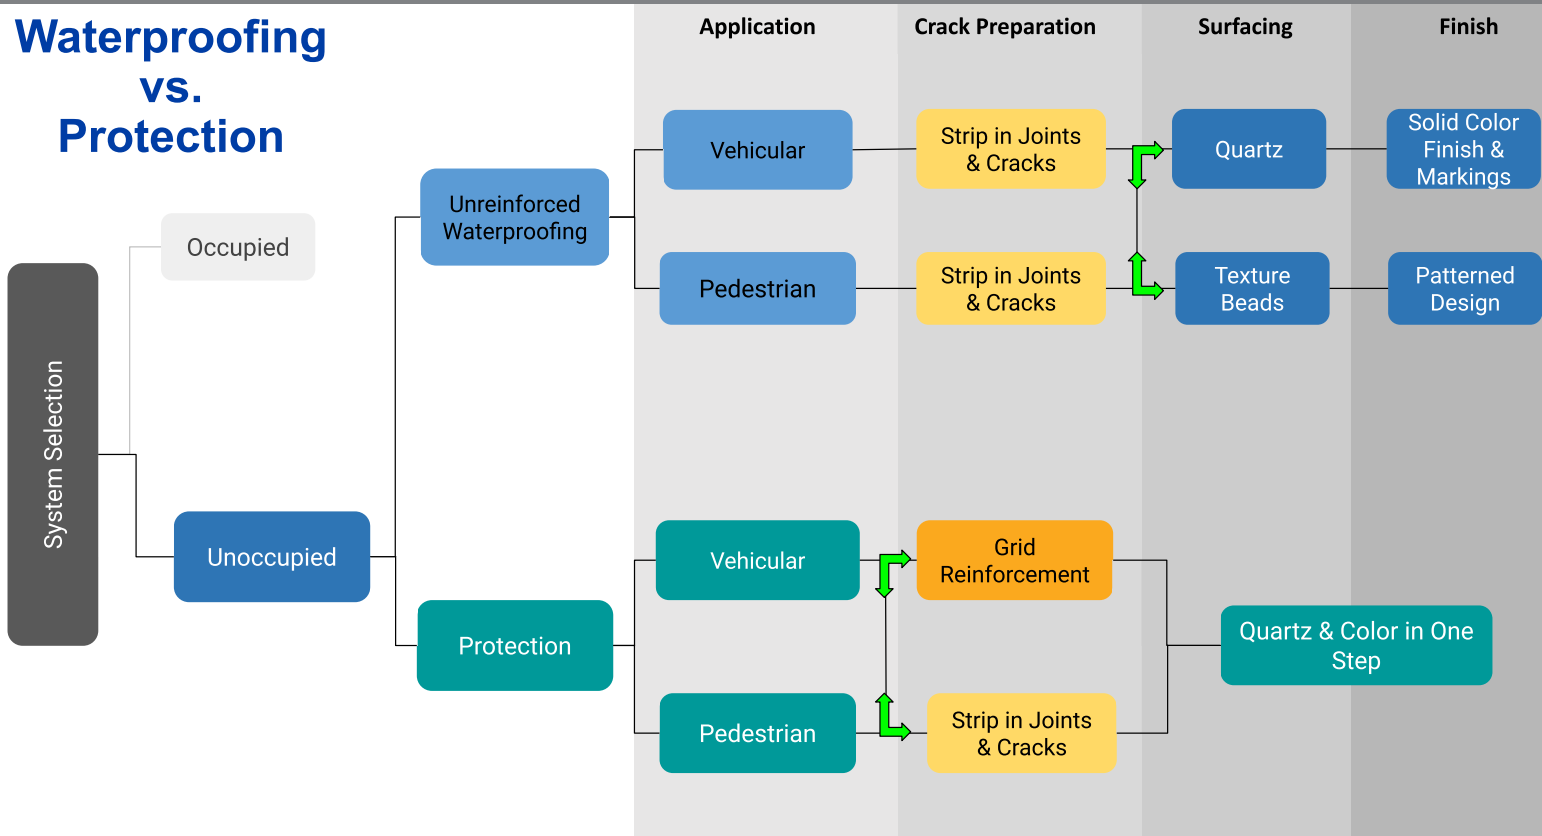 Waterproofing
vs.
Protection
Application
Crack Preparation
Surfacing
Finish
System Selection
Occupied
Unoccupied
Unreinforced
Waterproofing
Vehicular
Strip in Joints
& Cracks
Quartz
Solid Color
Finish &
Markings
Pedestrian
Strip in Joints
& Cracks
Texture
Beads
Patterned
Design
Protection
Vehicular
Grid
Reinforcement
Pedestrian
Strip in Joints
& Cracks
Quartz & Color in One
Step